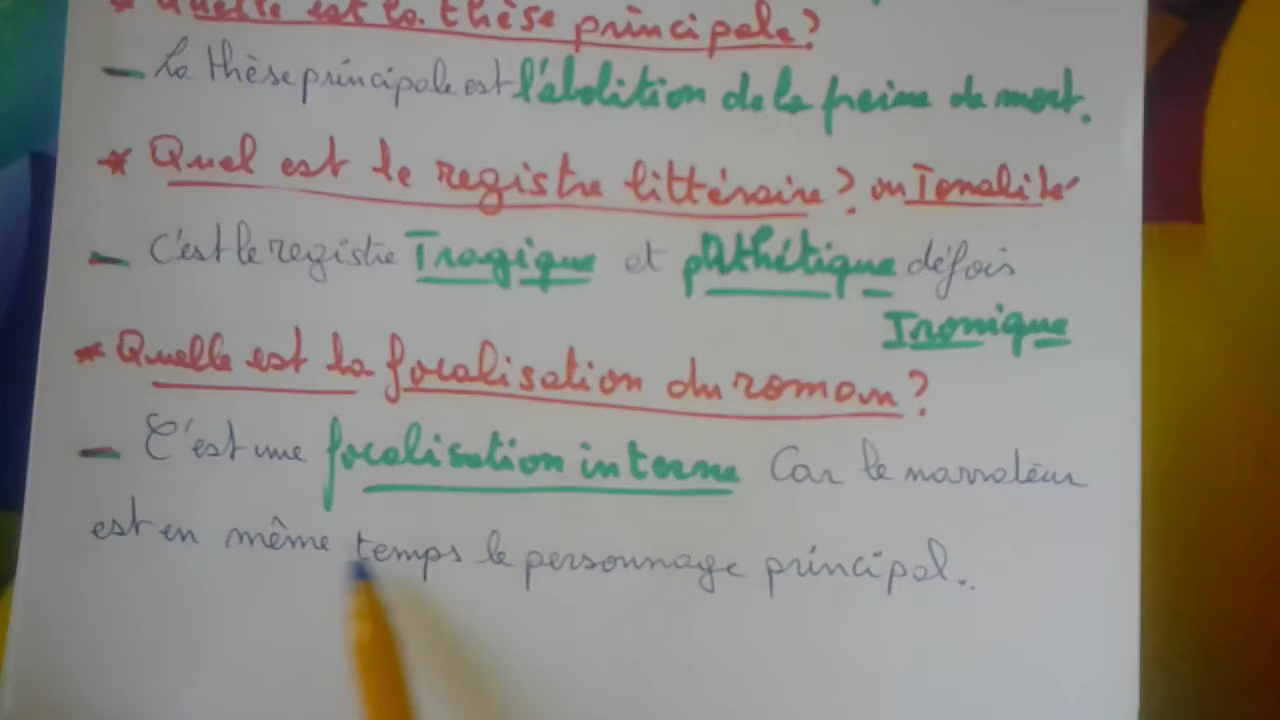 * Quelle est la thèse principale?
- La thèse principale est l'abolition de la peine de mort.
* Quel est le registre littéraire? ou Tonalité
- C'est le registre Tragique et pAthétique défois
Ironique
* Quelle est la focalisation du roman?
- C'est une focalisation interne Car le narrateur
est en même temps le personnage principal..